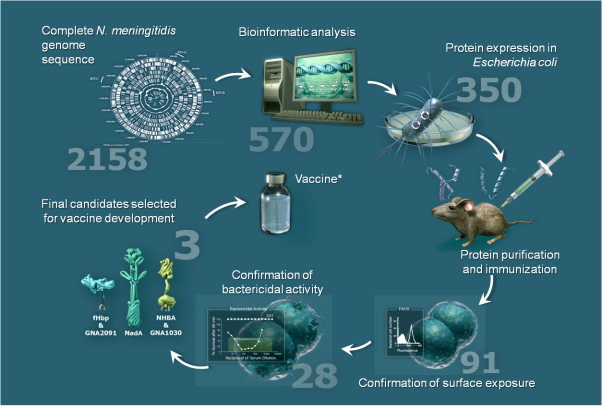 Complete N. meningitidis
genome
sequence
2158
Bioinformatic analysis
570
Protein expression in
Escherichia coli
350
Protein purification
and immunization
FACS
Fluorescence
91
Confirmation of surface exposure
Confirmation of
bactericidal activity
Bactericidal Activity
Reciprocal of Serum Dilution
28
Final candidates selected
for vaccine development
3
fHbp
&
GNA2091
NadA
NHBA
&
GNA1030
Vaccine*